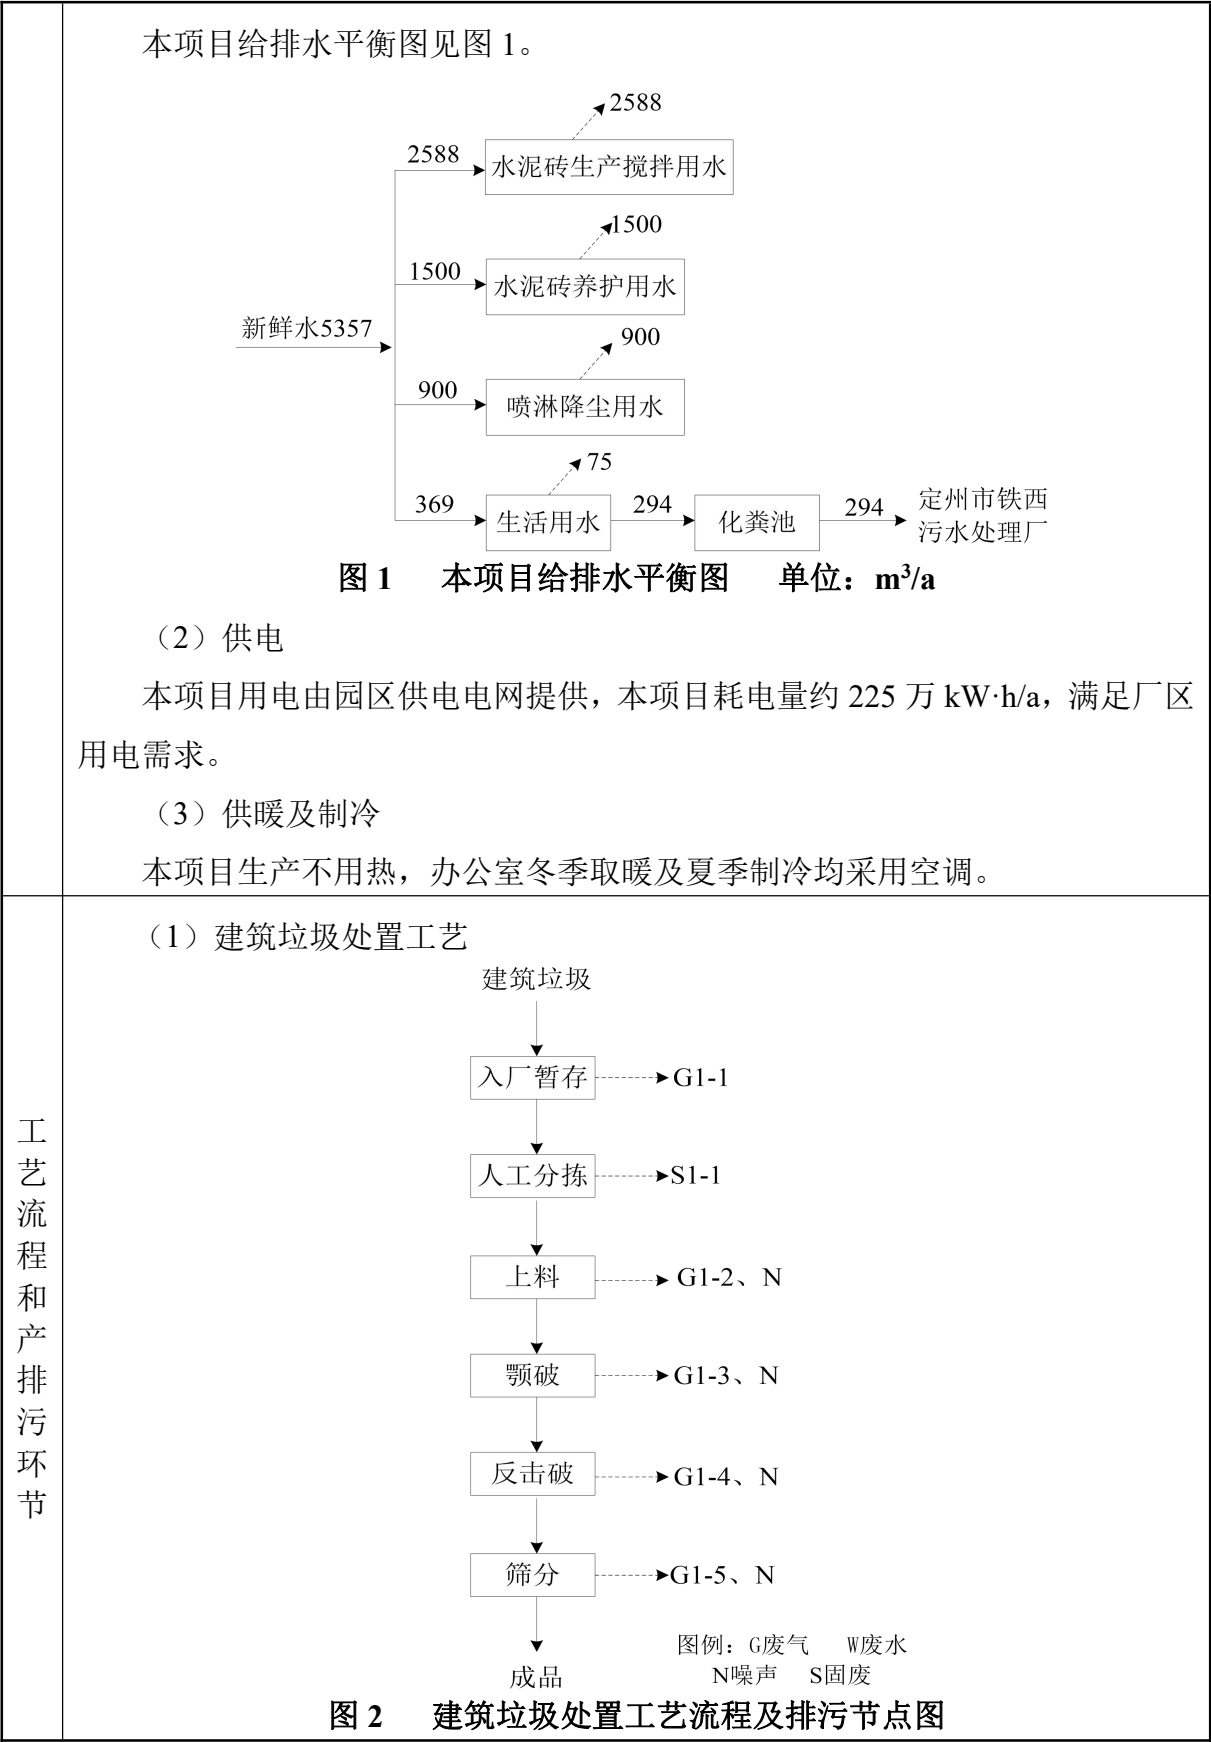 本项目给排水平衡图见图 1。
2588
2588
水泥砖生产搅拌用水
1500
1500
水泥砖养护用水
新鲜水5357
900
900
喷淋降尘用水
75
369
生活用水
294
化粪池
294
定州市铁西
污水处理厂
图 1 本项目给排水平衡图 单位：m³/a
（2）供电
本项目用电由园区供电电网提供，本项目耗电量约 225 万 kW·h/a，满足厂区
用电需求。
（3）供暖及制冷
本项目生产不用热，办公室冬季取暖及夏季制冷均采用空调。
工艺流程和产排污环节
（1）建筑垃圾处置工艺
建筑垃圾
入厂暂存
G1-1
人工分拣
S1-1
上料
G1-2、N
颚破
G1-3、N
反击破
G1-4、N
筛分
G1-5、N
成品
图例：G废气 W废水
N噪声 S固废
图 2 建筑垃圾处置工艺流程及排污节点图